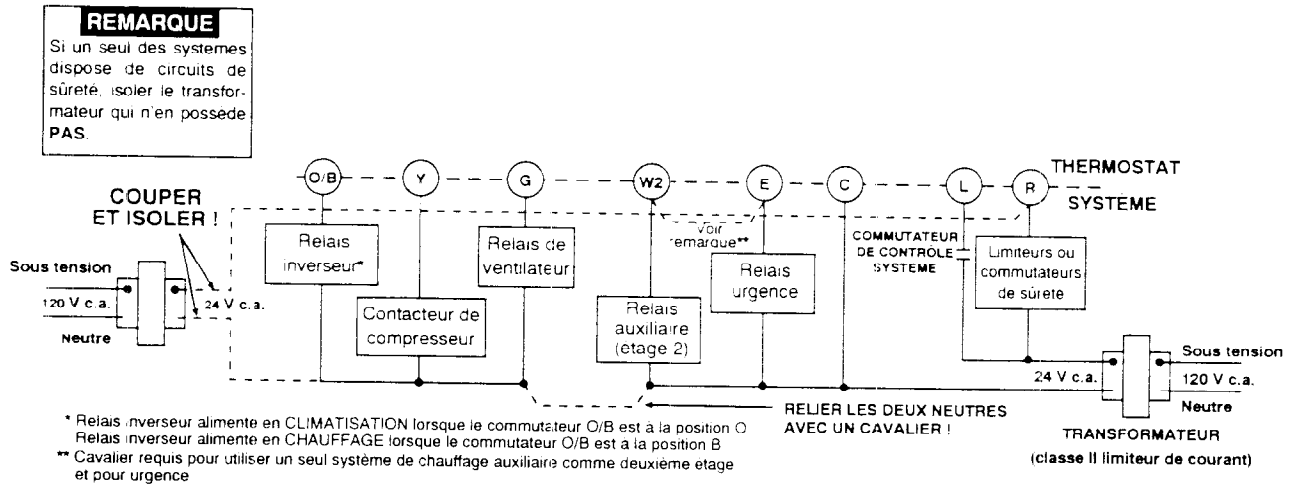 REMARQUE
Si un seul des systemes
dispose de circuits de
sûreté, isoler le transfor-
mateur qui n'en possède
PAS.
COUPER
ET ISOLER !
O/B
Y
G
W2
E
C
L
R
THERMOSTAT
SYSTÈME
Relais
inverseur*
Contacteur de
compresseur
Relais de
ventilateur
Relais
auxiliaire
(etage 2)
Voir
remarque**
Relais
urgence
COMMUTATEUR
DE CONTRÔLE
SYSTEME
Limiteurs ou
commutateurs
de sûrete
Sous tension
120 V c.a.
Neutre
24 V c.a.
24 V c.a.
Sous tension
120 V c.a.
Neutre
TRANSFORMATEUR
(classe II limiteur de courant)
RELIER LES DEUX NEUTRES
AVEC UN CAVALIER !
* Relais inverseur alimente en CLIMATISATION lorsque le commutateur O/B est à la position O
Relais inverseur alimente en CHAUFFAGE lorsque le commutateur O/B est à la position B
** Cavalier requis pour utiliser un seul système de chauffage auxiliaire comme deuxième etage
et pour urgence